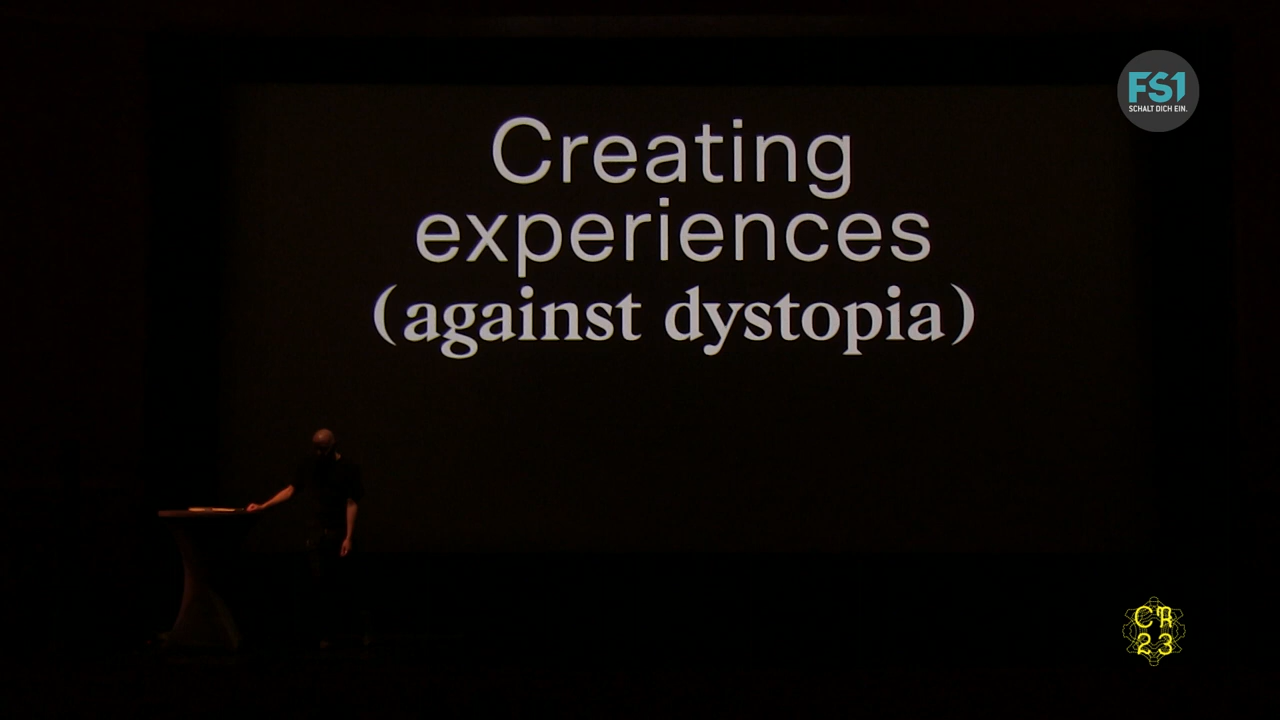 FS1
SCHALT DICH EIN.
Creating
experiences
(against dystopia)
CR
23